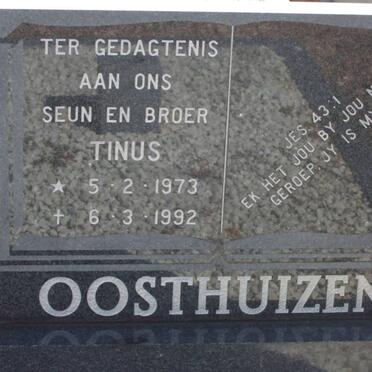 TER GEDAGTENIS
AAN ONS
SEUN EN BROER
TINUS
★ 5·2·1973
✝ 6·3·1992
JES. 43:1
EK HET JOU BY JOU
GEROEP. JY IS
OOSTHUIZEN